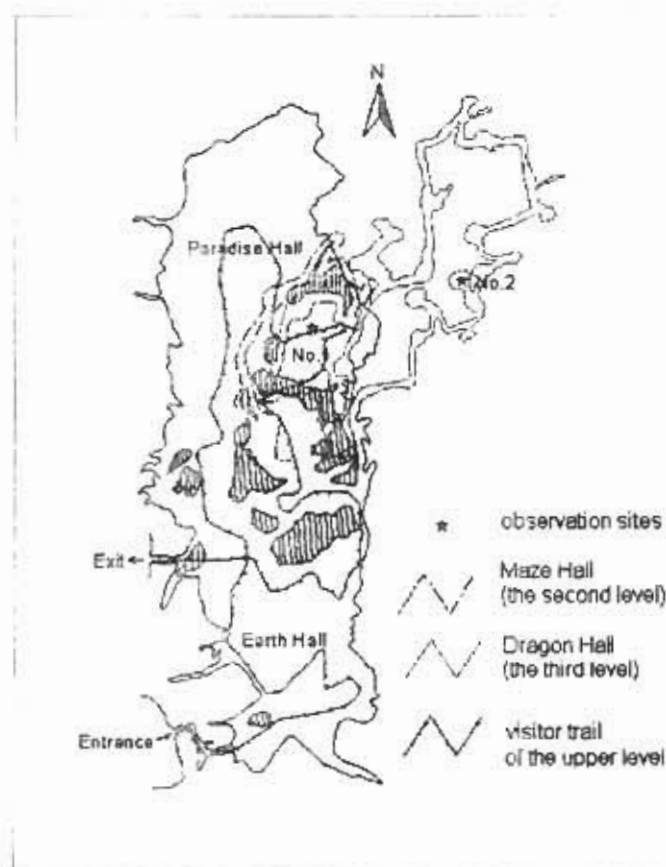 N
Paradise Hall
No.2
No.
Exit
observation sites
Maze Hall
(the second level)
Dragon Hall
(the third level)
Earth Hall
Entrance
visitor trail
of the upper level